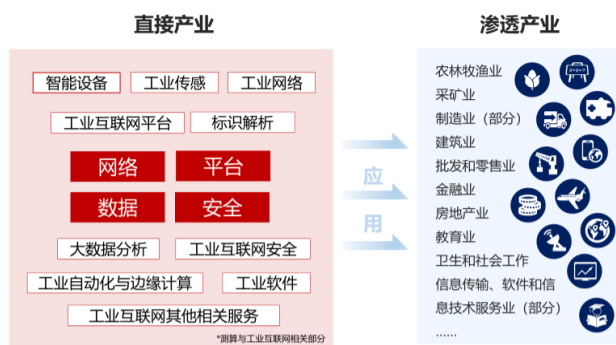 直接产业
智能设备
工业传感
工业网络
工业互联网平台
标识解析
网络
平台
数据
安全
大数据分析
工业互联网安全
工业自动化与边缘计算
工业软件
工业互联网其他相关服务
*测算与工业互联网相关部分
应
用
渗透产业
农林牧渔业
采矿业
制造业（部分）
建筑业
批发和零售业
金融业
房地产业
教育业
卫生和社会工作
信息传输、软件和信
息技术服务业（部分）
......